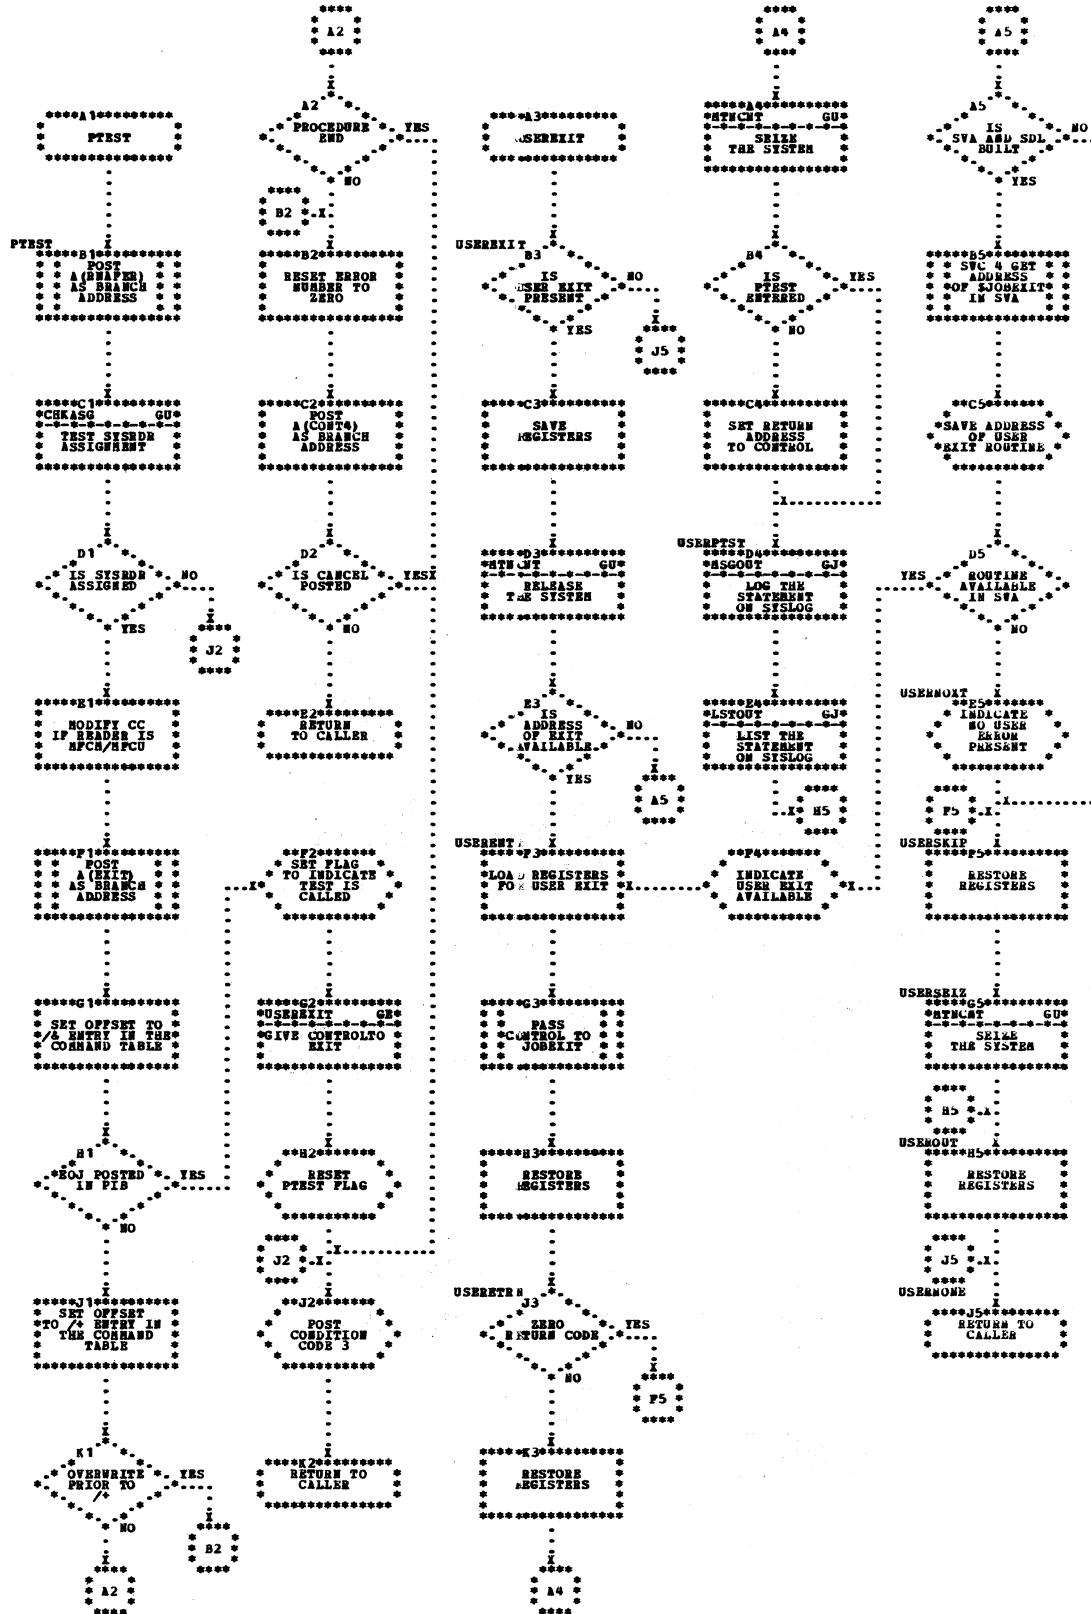 A2
A4
A5
A1
PTEST
A2
PROCEDURE
END
YES
NO
A3
USEREXIT
A4
MTNCNT GU
SEIZE
THE SYSTEM
A5
IS
SVA AND SDL
BUILT
NO
YES
B2
PTEST
B1
POST
A(RNAPER)
AS BRANCH
ADDRESS
B2
RESET ERROR
NUMBER TO
ZERO
USEREXIT
B3
IS
USER EXIT
PRESENT
NO
YES
J5
B4
IS
PTEST
ENTERED
YES
NO
B5
SVC 4 GET
ADDRESS
OF $JOBEXIT
IN SVA
C1
CHKASG GU
TEST SYSRDR
ASSIGNMENT
C2
POST
A(CONT4)
AS BRANCH
ADDRESS
C3
SAVE
REGISTERS
C4
SET RETURN
ADDRESS
TO CONTROL
C5
SAVE ADDRESS
OF USER
EXIT ROUTINE
D1
IS SYSRDR
ASSIGNED
NO
YES
J2
D2
IS CANCEL
POSTED
YES
NO
D3
MTNCNT GU
RELEASE
THE SYSTEM
USERPTST
D4
MSGOUT GJ
LOG THE
STATEMENT
ON SYSLOG
D5
ROUTINE
AVAILABLE
IN SVA
YES
NO
E1
MODIFY CC
IF READER IS
MFCM/MFCU
E2
RETURN
TO CALLER
E3
IS
ADDRESS
OF EXIT
AVAILABLE
NO
YES
A5
E4
LSTOUT GJ
LIST THE
STATEMENT
ON SYSLOG
H5
USERNOXT
E5
INDICATE
NO USER
ERROR
PRESENT
F5
F1
POST
A(EXIT)
AS BRANCH
ADDRESS
F2
SET FLAG
TO INDICATE
TEST IS
CALLED
USERENT
F3
LOAD REGISTERS
FOR USER EXIT
F4
INDICATE
USER EXIT
AVAILABLE
USERSKIP
F5
RESTORE
REGISTERS
G1
SET OFFSET TO
/& ENTRY IN THE
COMMAND TABLE
G2
USEREXIT GE
GIVE CONTROLTO
EXIT
G3
PASS
CONTROL TO
JOBEXIT
USERSEIZ
G5
MTNCNT GU
SEIZE
THE SYSTEM
H5
H1
EOJ POSTED
IN PIB
YES
NO
H2
RESET
PTEST FLAG
H3
RESTORE
REGISTERS
USEROUT
H5
RESTORE
REGISTERS
J2
J5
J1
SET OFFSET
TO /+ ENTRY IN
THE COMMAND
TABLE
J2
POST
CONDITION
CODE 3
USERETRN
J3
ZERO
RETURN CODE
YES
NO
F5
USERNONE
J5
RETURN TO
CALLER
K1
OVERWRITE
PRIOR TO
/+
YES
NO
B2
K2
RETURN TO
CALLER
K3
RESTORE
REGISTERS
A2
A4